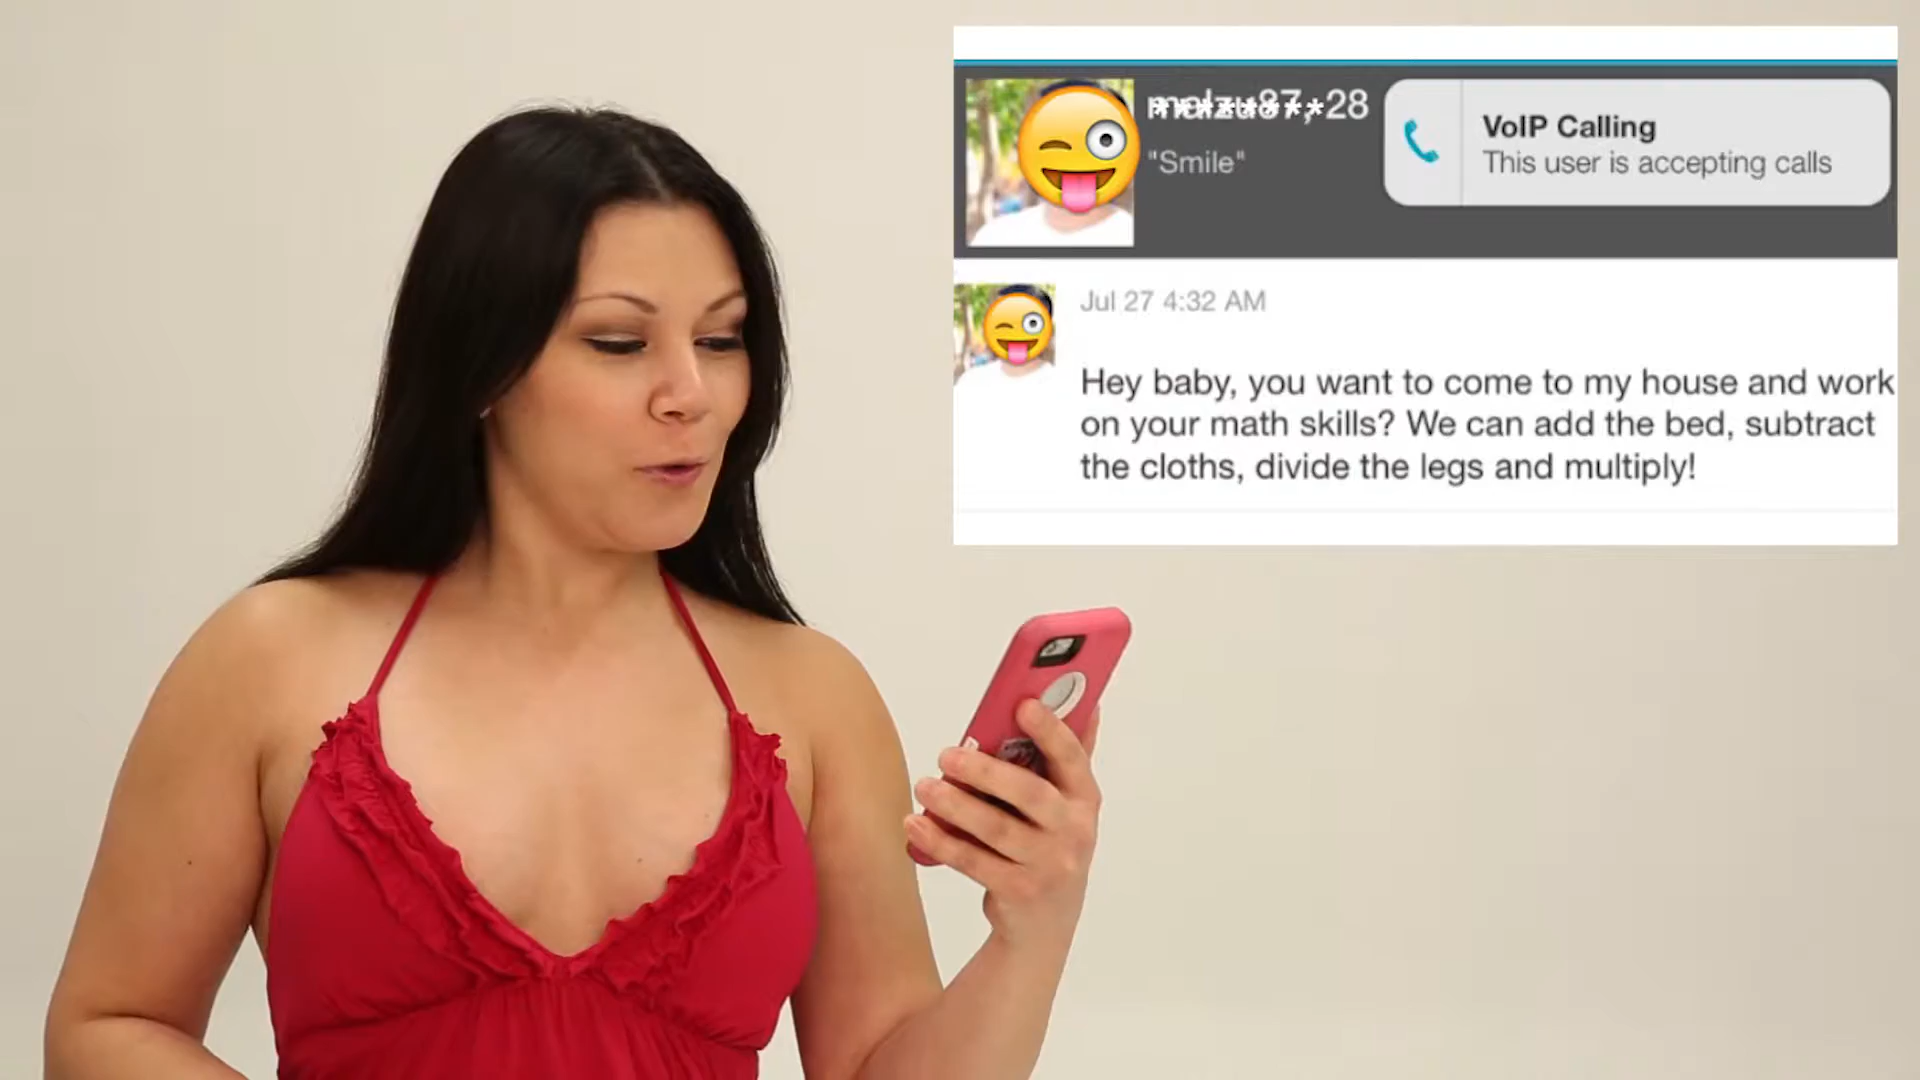 28
"Smile"
VoIP Calling
This user is accepting calls
Jul 27 4:32 AM
Hey baby, you want to come to my house and work
on your math skills? We can add the bed, subtract
the cloths, divide the legs and multiply!